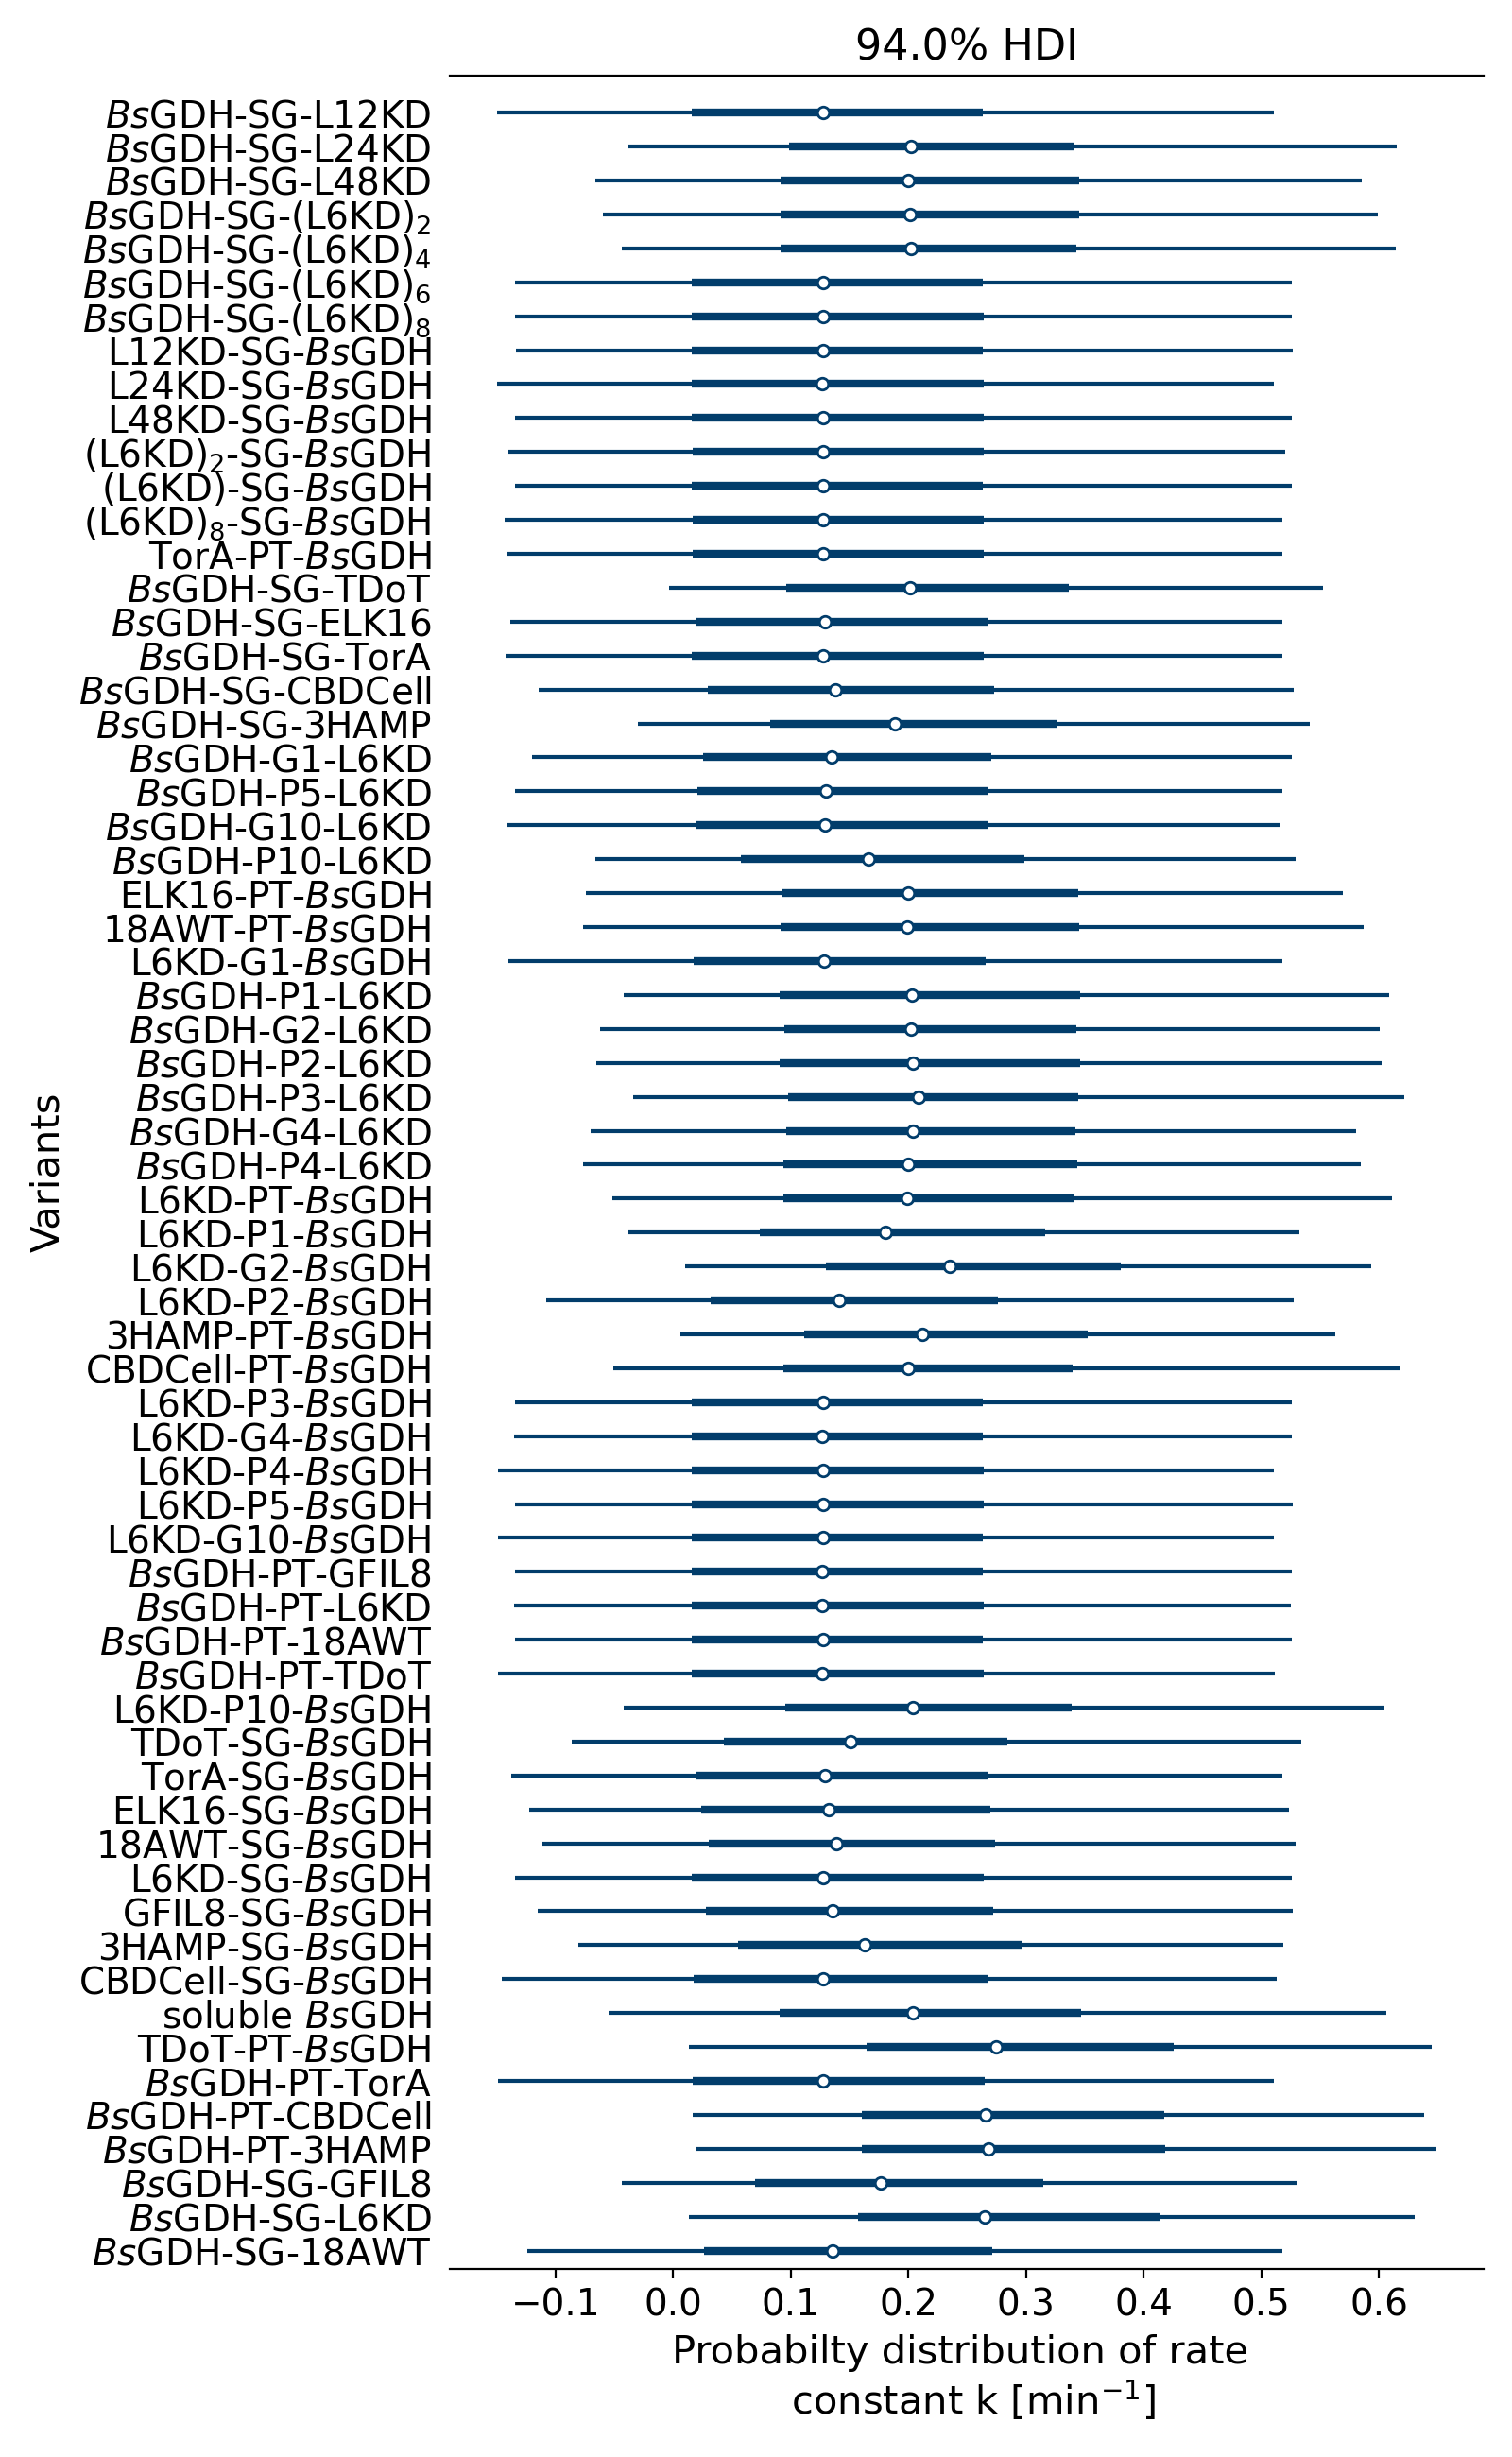 94.0% HDI
BsGDH-SG-L12KD
BsGDH-SG-L24KD
BsGDH-SG-L48KD
BsGDH-SG-(L6KD)₂
BsGDH-SG-(L6KD)₄
BsGDH-SG-(L6KD)₆
BsGDH-SG-(L6KD)₈
L12KD-SG-BsGDH
L24KD-SG-BsGDH
L48KD-SG-BsGDH
(L6KD)₂-SG-BsGDH
(L6KD)-SG-BsGDH
(L6KD)₈-SG-BsGDH
TorA-PT-BsGDH
BsGDH-SG-TDoT
BsGDH-SG-ELK16
BsGDH-SG-TorA
BsGDH-SG-CBDCell
BsGDH-SG-3HAMP
BsGDH-G1-L6KD
BsGDH-P5-L6KD
BsGDH-G10-L6KD
BsGDH-P10-L6KD
ELK16-PT-BsGDH
18AWT-PT-BsGDH
L6KD-G1-BsGDH
BsGDH-P1-L6KD
BsGDH-G2-L6KD
BsGDH-P2-L6KD
BsGDH-P3-L6KD
BsGDH-G4-L6KD
BsGDH-P4-L6KD
L6KD-PT-BsGDH
L6KD-P1-BsGDH
L6KD-G2-BsGDH
L6KD-P2-BsGDH
3HAMP-PT-BsGDH
CBDCell-PT-BsGDH
L6KD-P3-BsGDH
L6KD-G4-BsGDH
L6KD-P4-BsGDH
L6KD-P5-BsGDH
L6KD-G10-BsGDH
BsGDH-PT-GFIL8
BsGDH-PT-L6KD
BsGDH-PT-18AWT
BsGDH-PT-TDoT
L6KD-P10-BsGDH
TDoT-SG-BsGDH
TorA-SG-BsGDH
ELK16-SG-BsGDH
18AWT-SG-BsGDH
L6KD-SG-BsGDH
GFIL8-SG-BsGDH
3HAMP-SG-BsGDH
CBDCell-SG-BsGDH
soluble BsGDH
TDoT-PT-BsGDH
BsGDH-PT-TorA
BsGDH-PT-CBDCell
BsGDH-PT-3HAMP
BsGDH-SG-GFIL8
BsGDH-SG-L6KD
BsGDH-SG-18AWT
Variants
−0.1 0.0 0.1 0.2 0.3 0.4 0.5 0.6
Probabilty distribution of rate
constant k [min⁻¹]